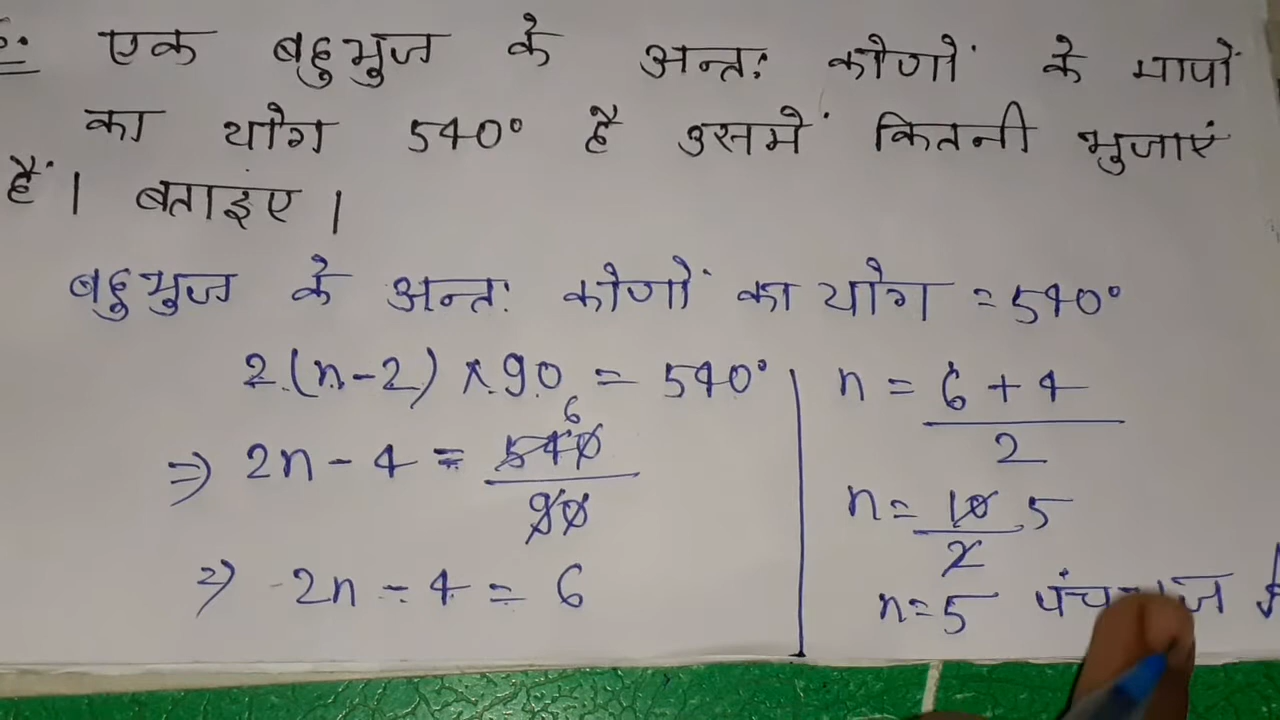 एक बहुभुज के अन्तः कोणों के मापों
का योग 540° है उसमें कितनी भुजाएं
हैं। बताइए।
बहुभुज के अन्तः कोणों का योग = 540°
2(n-2) × 90 = 540°
⇒ 2n - 4 = 540/90 6
⇒ 2n - 4 = 6
n = 6 + 4 / 2
n = 10/2 5
n = 5